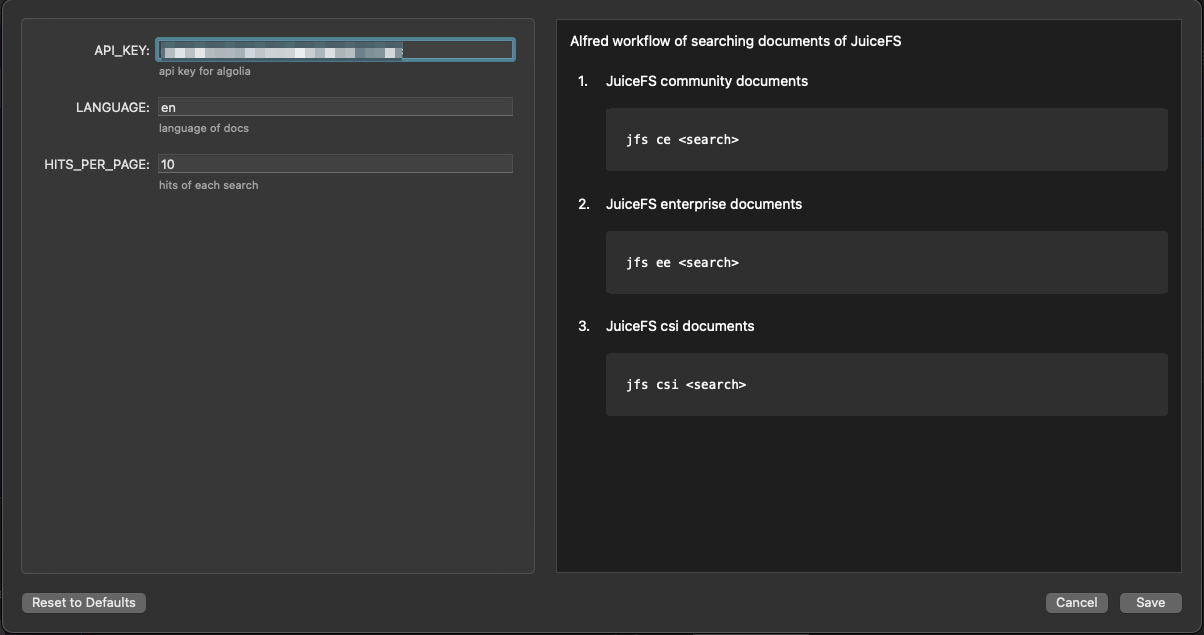 API_KEY:
api key for algolia
LANGUAGE: en
language of docs
HITS_PER_PAGE: 10
hits of each search
Alfred workflow of searching documents of JuiceFS
1. JuiceFS community documents
jfs ce <search>
2. JuiceFS enterprise documents
jfs ee <search>
3. JuiceFS csi documents
jfs csi <search>
Reset to Defaults
Cancel
Save